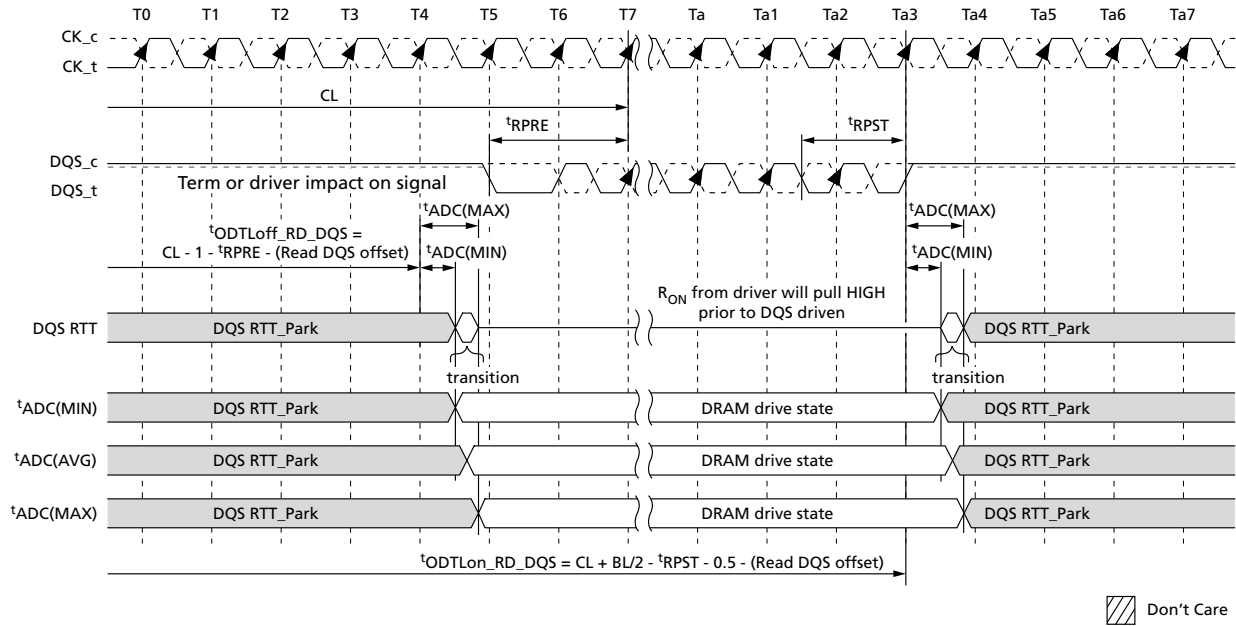 T0 T1 T2 T3 T4 T5 T6 T7 Ta Ta1 Ta2 Ta3 Ta4 Ta5 Ta6 Ta7
CK_c
CK_t
CL
tRPRE
tRPST
DQS_c
DQS_t
Term or driver impact on signal
tADC(MAX)
tADC(MAX)
tODTLoff_RD_DQS =
CL - 1 - tRPRE - (Read DQS offset)
tADC(MIN)
tADC(MIN)
RON from driver will pull HIGH
prior to DQS driven
DQS RTT
DQS RTT_Park
DQS RTT_Park
transition
transition
tADC(MIN)
DQS RTT_Park
DRAM drive state
DQS RTT_Park
tADC(AVG)
DQS RTT_Park
DRAM drive state
DQS RTT_Park
tADC(MAX)
DQS RTT_Park
DRAM drive state
DQS RTT_Park
tODTLon_RD_DQS = CL + BL/2 - tRPST - 0.5 - (Read DQS offset)
Don't Care